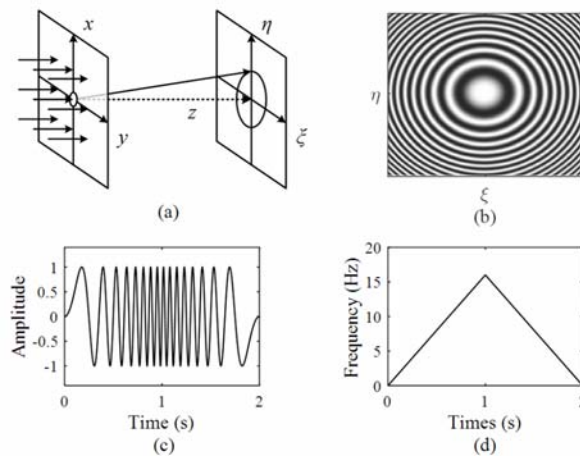 x
y
z
η
ξ
(a)
η
ξ
(b)
Amplitude
1
0.5
0
-0.5
-1
0
1
2
Time (s)
(c)
Frequency (Hz)
20
15
10
5
0
0
1
2
Times (s)
(d)